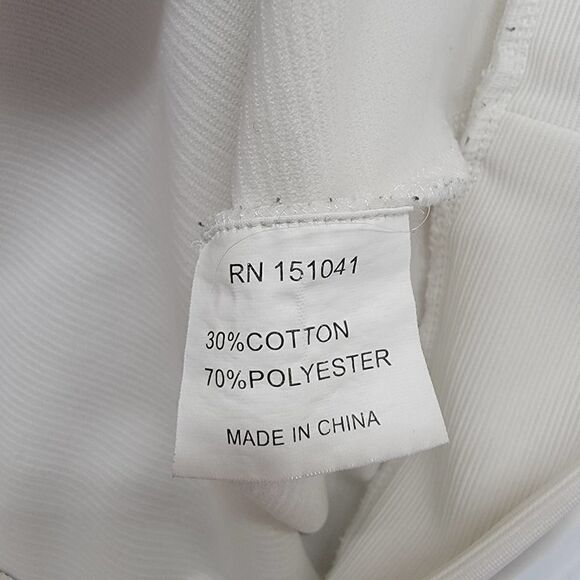 RN 151041
30%COTTON
70%POLYESTER
MADE IN CHINA